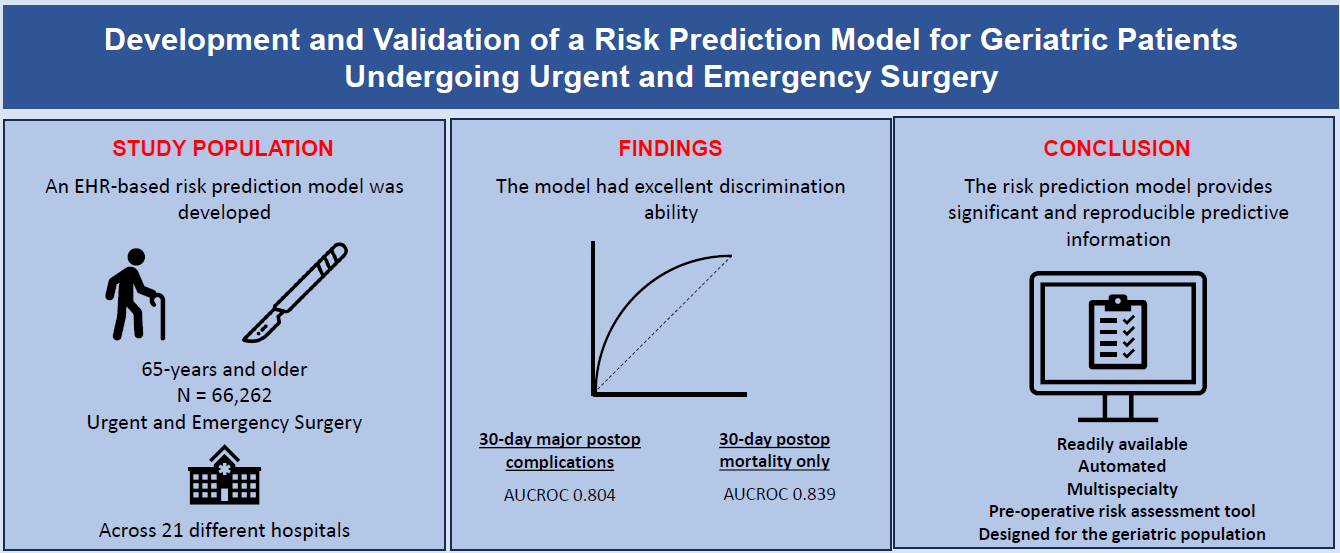 Development and Validation of a Risk Prediction Model for Geriatric Patients
Undergoing Urgent and Emergency Surgery
STUDY POPULATION
An EHR-based risk prediction model was
developed
65-years and older
N = 66,262
Urgent and Emergency Surgery
Across 21 different hospitals
FINDINGS
The model had excellent discrimination
ability
30-day major postop
complications
AUCROC 0.804
30-day postop
mortality only
AUCROC 0.839
CONCLUSION
The risk prediction model provides
significant and reproducible predictive
information
Readily available
Automated
Multispecialty
Pre-operative risk assessment tool
Designed for the geriatric population